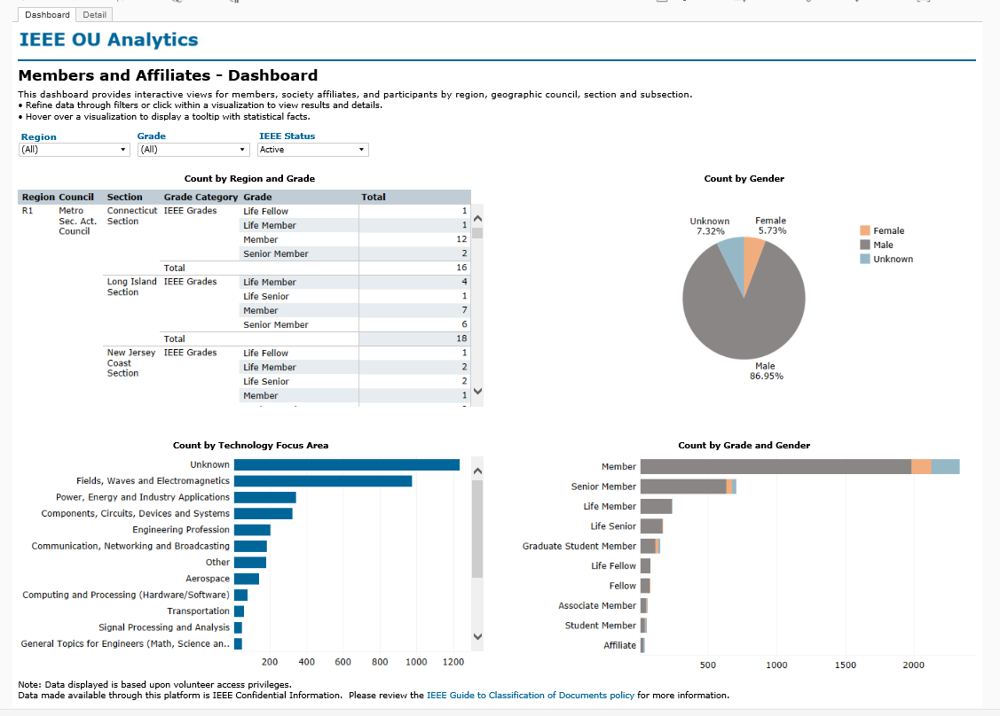 Dashboard Detail
IEEE OU Analytics
Members and Affiliates - Dashboard
This dashboard provides interactive views for members, society affiliates, and participants by region, geographic council, section and subsection.
• Refine data through filters or click within a visualization to view results and details.
• Hover over a visualization to display a tooltip with statistical facts.
Region Grade IEEE Status
(All) (All) Active
Count by Region and Grade
Region Council Section Grade Category Grade Total
R1 Metro Connecticut IEEE Grades Life Fellow 1
Sec. Act. Section Life Member 1
Council Member 12
Senior Member 2
Total 16
Long Island IEEE Grades Life Member 4
Section Life Senior 1
Member 7
Senior Member 6
Total 18
New Jersey IEEE Grades Life Fellow 1
Coast Life Member 2
Section Life Senior 2
Member 1
Count by Gender
Unknown Female
7.32% 5.73%
Male
86.95%
Female
Male
Unknown
Count by Technology Focus Area
Unknown
Fields, Waves and Electromagnetics
Power, Energy and Industry Applications
Components, Circuits, Devices and Systems
Engineering Profession
Communication, Networking and Broadcasting
Other
Aerospace
Computing and Processing (Hardware/Software)
Transportation
Signal Processing and Analysis
General Topics for Engineers (Math, Science an..
200 400 600 800 1000 1200
Count by Grade and Gender
Member
Senior Member
Life Member
Life Senior
Graduate Student Member
Life Fellow
Fellow
Associate Member
Student Member
Affiliate
500 1000 1500 2000
Note: Data displayed is based upon volunteer access privileges.
Data made available through this platform is IEEE Confidential Information. Please review the IEEE Guide to Classification of Documents policy for more information.